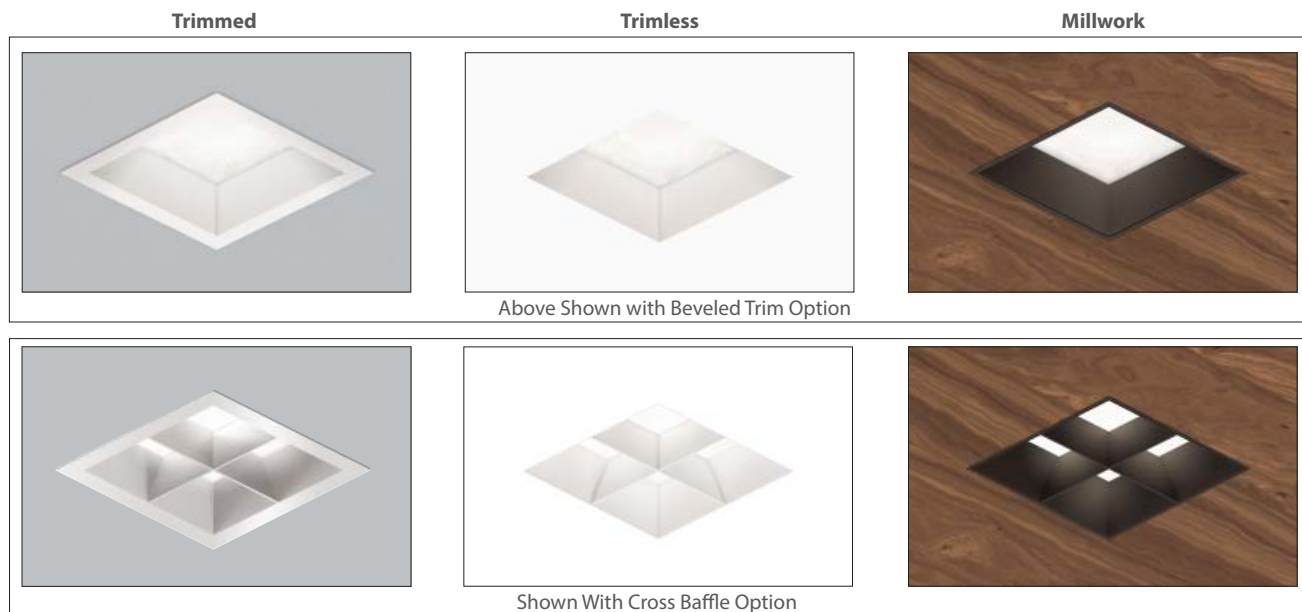 Trimmed Trimless Millwork
Above Shown with Beveled Trim Option
Shown With Cross Baffle Option